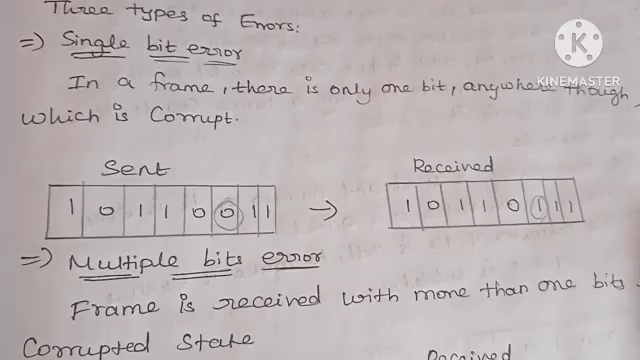 Three types of Errors:
=> Single bit error
In a frame, there is only one bit, anywhere though,
which is Corrupt.
Sent
Received
1 0 1 1 0 0 1 1 → 1 0 1 1 0 1 1 1
=> Multiple bits error
Frame is received with more than one bits
Corrupted State
Received
K
KINEMASTER